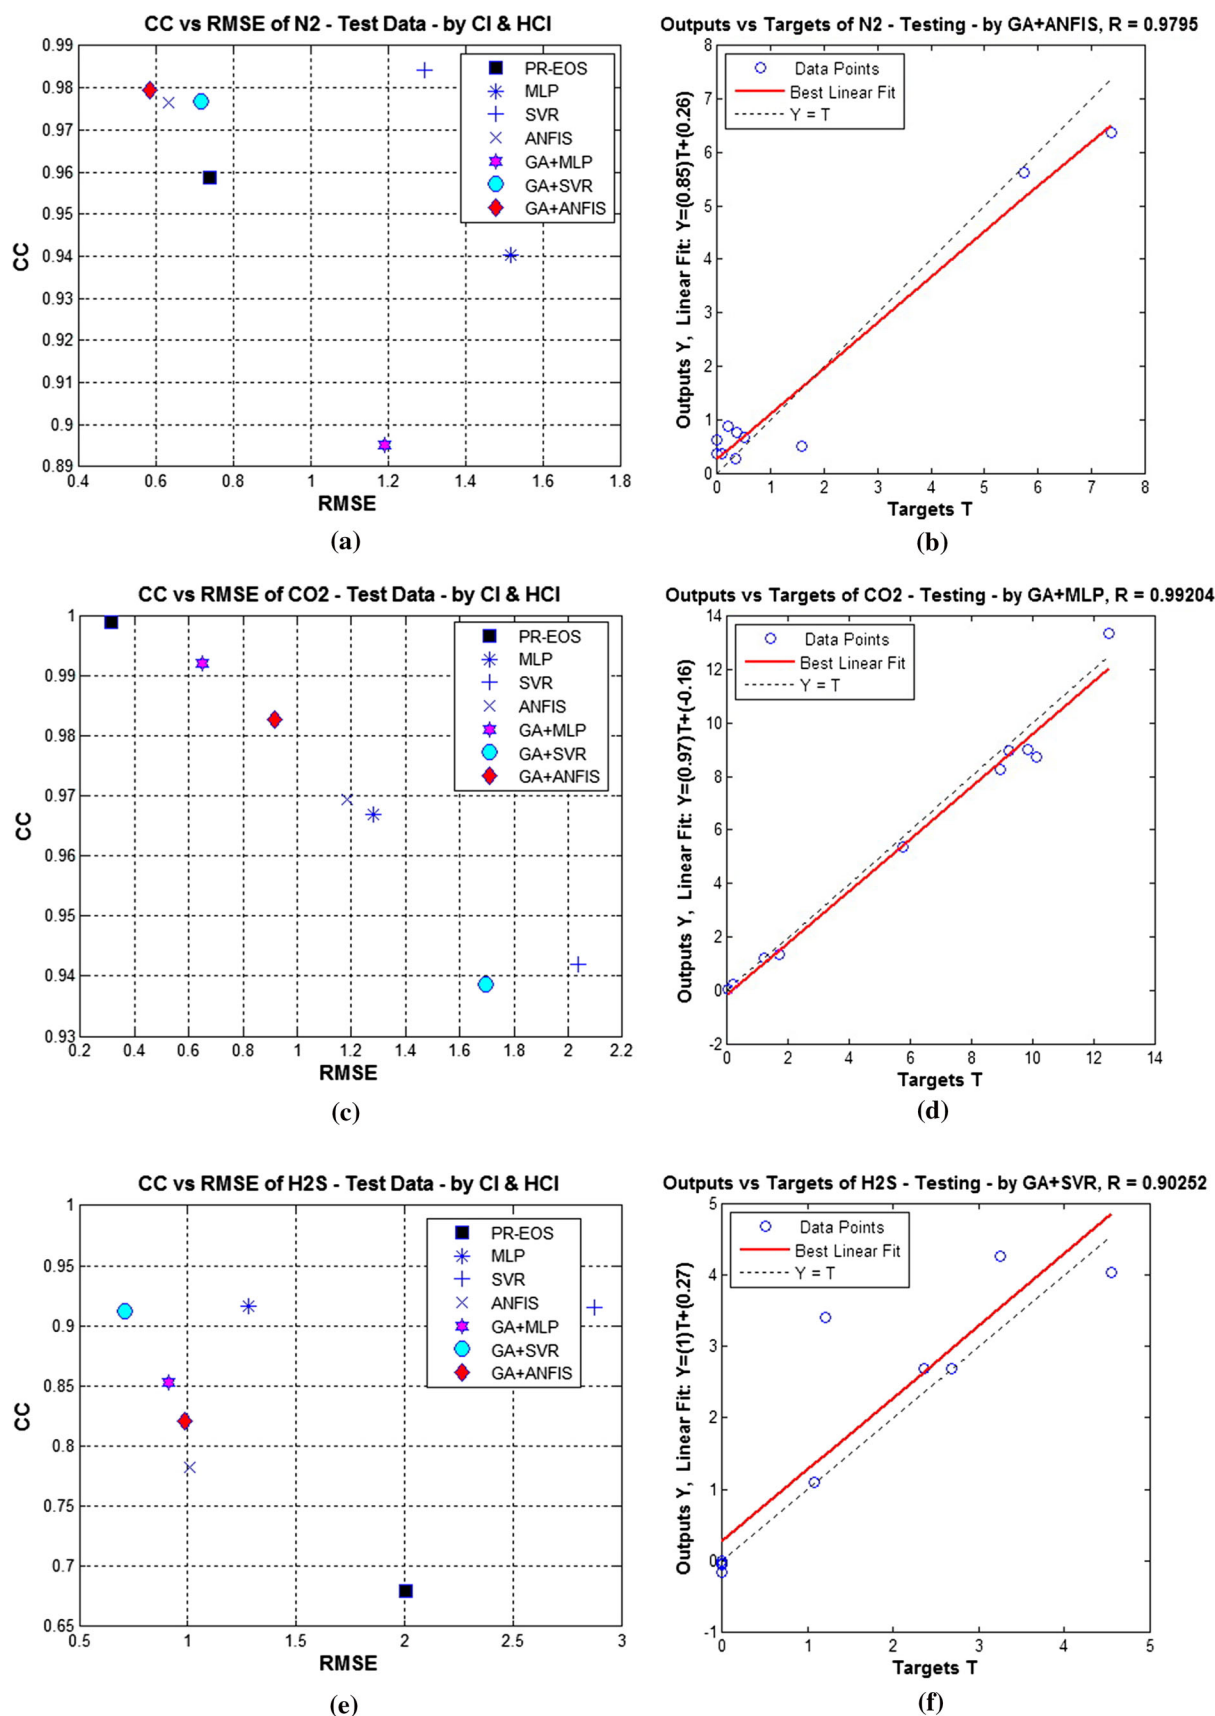 CC vs RMSE of N2 - Test Data - by CI & HCI
0.99
0.98
0.97
0.96
0.95
0.94
0.93
0.92
0.91
0.9
0.89
CC
PR-EOS
MLP
SVR
ANFIS
GA+MLP
GA+SVR
GA+ANFIS
0.4 0.6 0.8 1 1.2 1.4 1.6 1.8
RMSE
(a)
Outputs vs Targets of N2 - Testing - by GA+ANFIS, R = 0.9795
Outputs Y, Linear Fit: Y=(0.85)T+(0.26)
8
7
6
5
4
3
2
1
0
Data Points
Best Linear Fit
Y = T
0 1 2 3 4 5 6 7 8
Targets T
(b)
CC vs RMSE of CO2 - Test Data - by CI & HCI
1
0.99
0.98
0.97
0.96
0.95
0.94
0.93
CC
PR-EOS
MLP
SVR
ANFIS
GA+MLP
GA+SVR
GA+ANFIS
0.2 0.4 0.6 0.8 1 1.2 1.4 1.6 1.8 2 2.2
RMSE
(c)
Outputs vs Targets of CO2 - Testing - by GA+MLP, R = 0.99204
Outputs Y, Linear Fit: Y=(0.97)T+(-0.16)
14
12
10
8
6
4
2
0
-2
Data Points
Best Linear Fit
Y = T
0 2 4 6 8 10 12 14
Targets T
(d)
CC vs RMSE of H2S - Test Data - by CI & HCI
1
0.95
0.9
0.85
0.8
0.75
0.7
0.65
CC
PR-EOS
MLP
SVR
ANFIS
GA+MLP
GA+SVR
GA+ANFIS
0.5 1 1.5 2 2.5 3
RMSE
(e)
Outputs vs Targets of H2S - Testing - by GA+SVR, R = 0.90252
Outputs Y, Linear Fit: Y=(1)T+(0.27)
5
4
3
2
1
0
-1
Data Points
Best Linear Fit
Y = T
0 1 2 3 4 5
Targets T
(f)